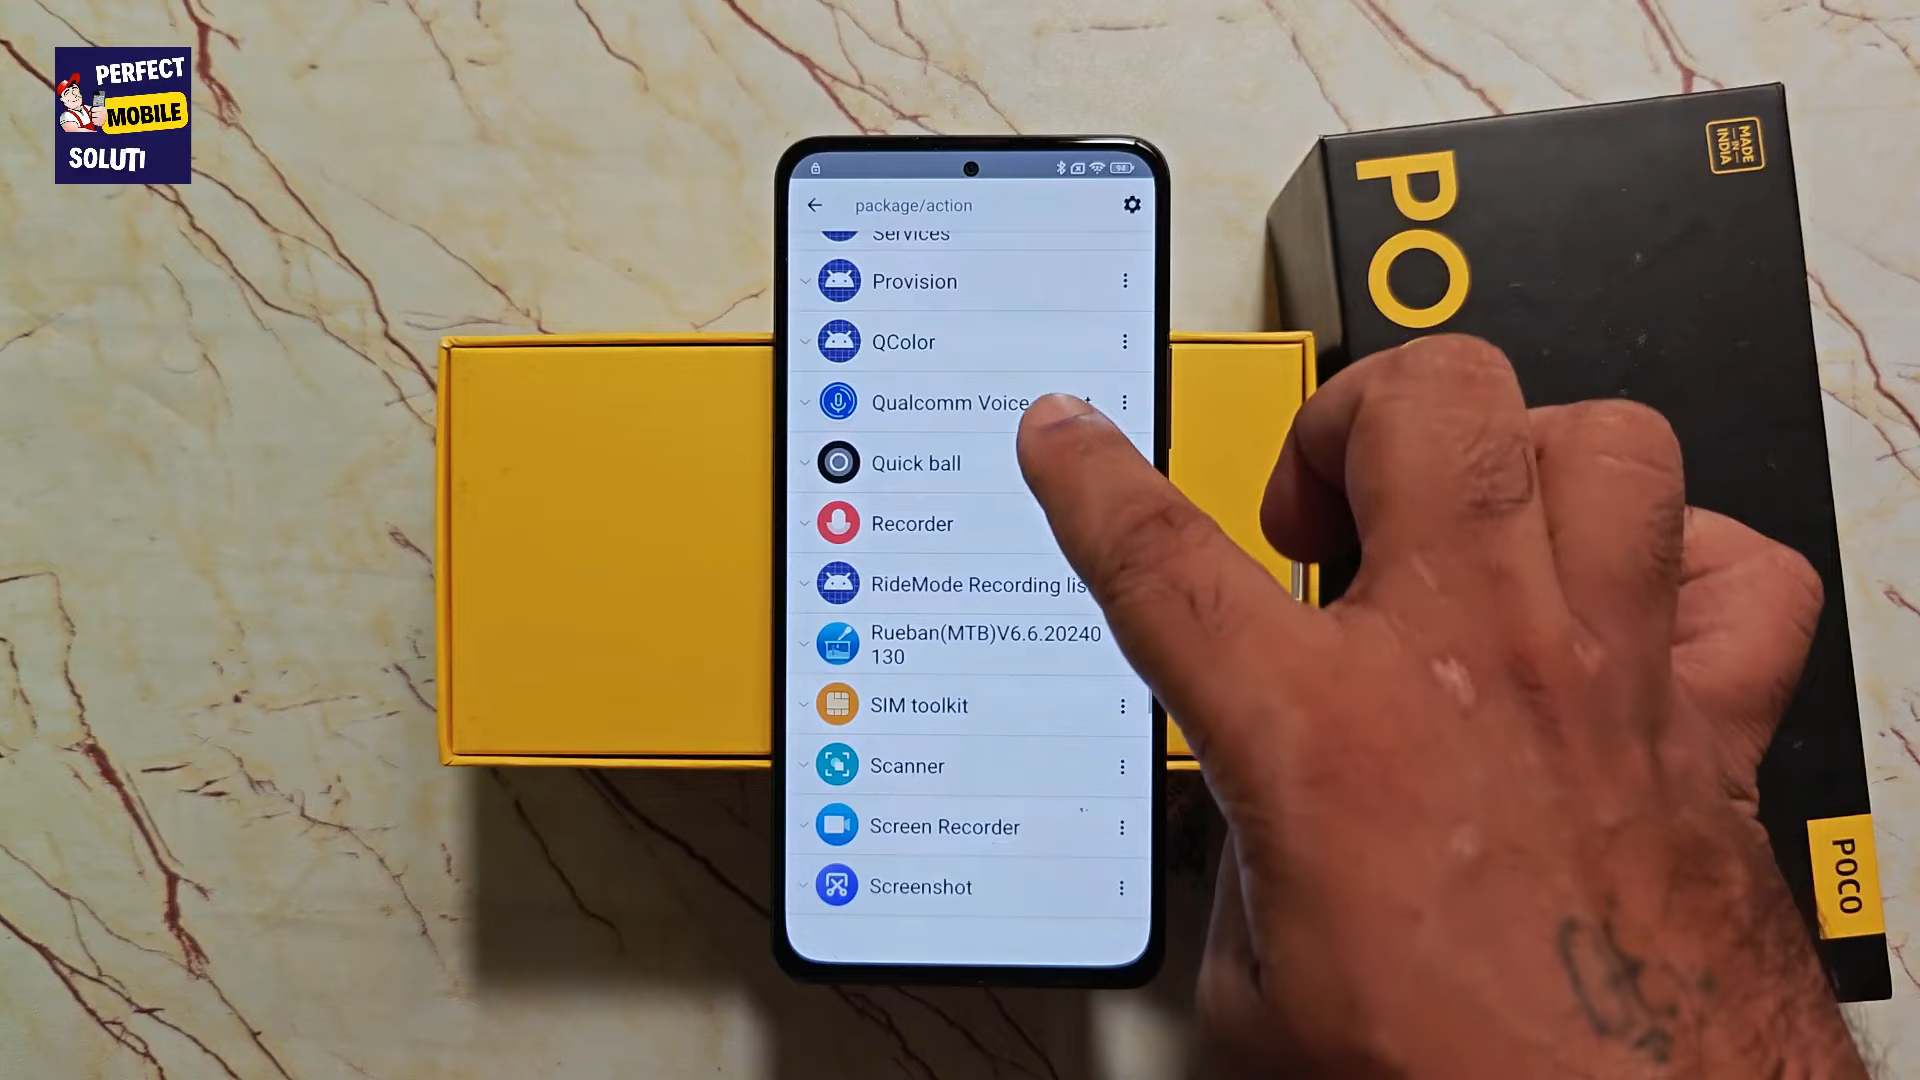 PERFECT
MOBILE
SOLUTI
94
package/action
Services
Provision
QColor
Qualcomm Voice
Quick ball
Recorder
RideMode Recording lis
Rueban(MTB)V6.6.20240
130
SIM toolkit
Scanner
Screen Recorder
Screenshot
MADE
IN
INDIA
PO
POCO